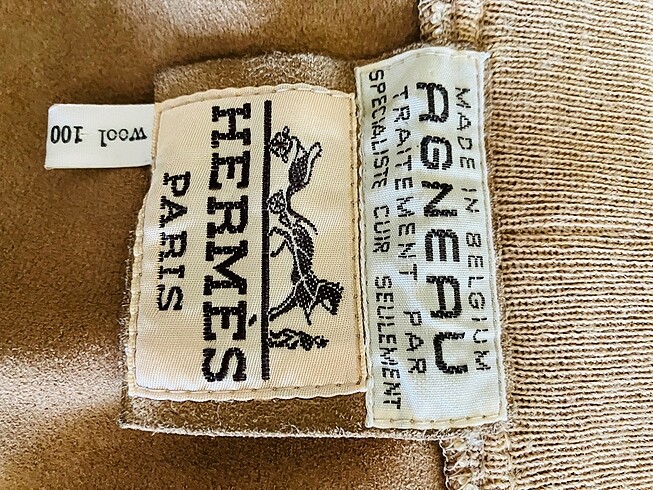 HERMÈS
PARIS
MADE IN BELGIUM
AGNEAU
TRAITEMENT PAR
SPECIALISTE CUIR SEULEMENT
wool 100